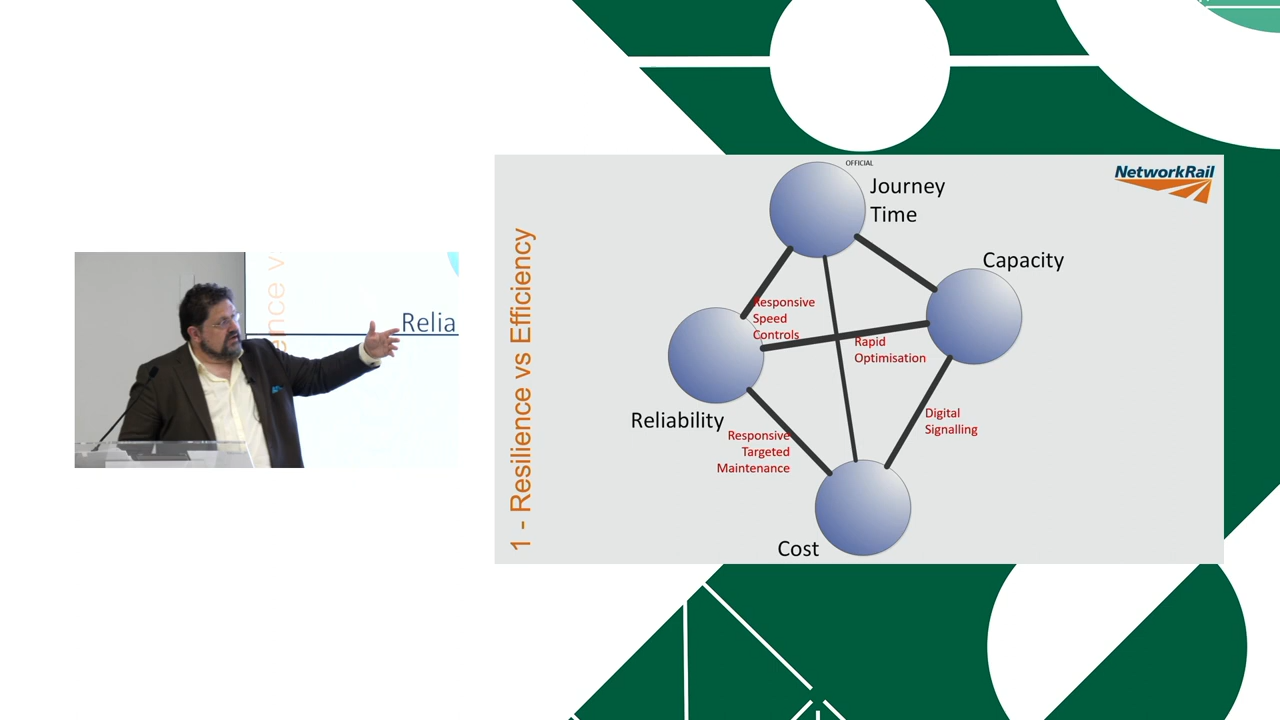 OFFICIAL
NetworkRail
1 - Resilience vs Efficiency
Journey
Time
Capacity
Responsive
Speed
Controls
Rapid
Optimisation
Reliability
Digital
Signalling
Responsive
Targeted
Maintenance
Cost
ence v
Relia